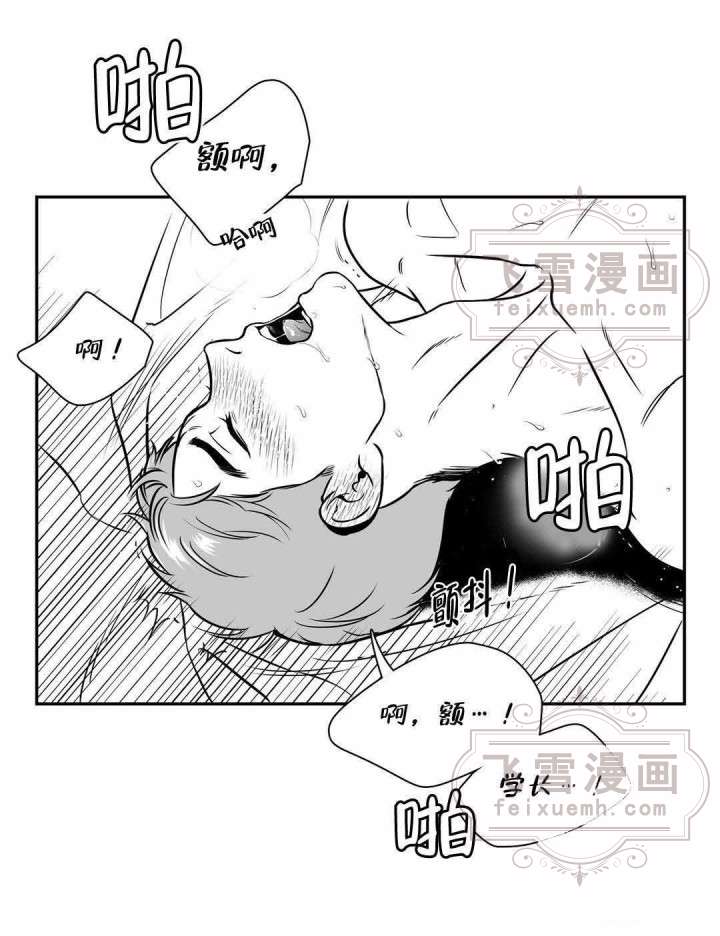 啪
额啊，
哈啊
飞雪漫画
feixuemh.com
啊！
啪
颤抖！
啊，额…！
飞雪漫画
学长…！
feixuemh.com
啪